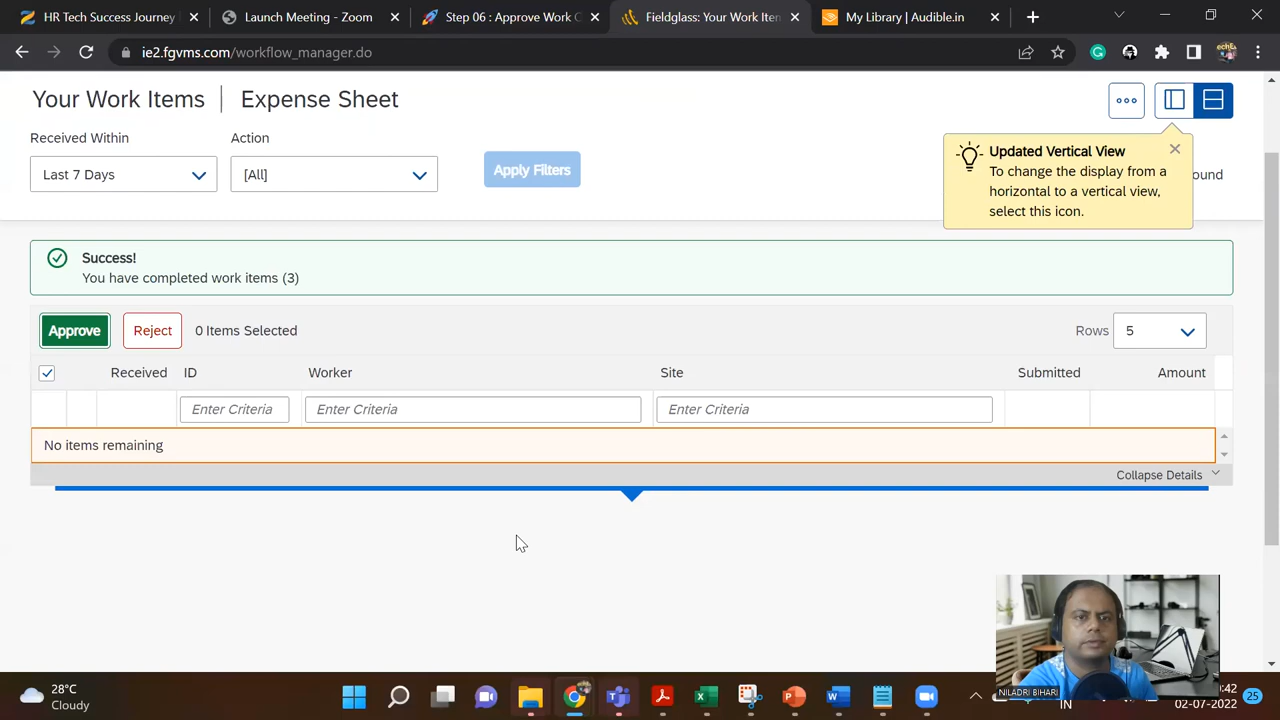 HR Tech SuccessJourney
Launch Meeting - Zoom
Step 06 : Approve Work O
Fieldglass: Your Work Item
My Library | Audible.in
ie2.fgvms.com/workflow_manager.do
Your Work Items | Expense Sheet
Received Within
Action
Last 7 Days
[All]
Apply Filters
Updated Vertical View
To change the display from a
horizontal to a vertical view,
select this icon.
ound
Success!
You have completed work items (3)
Approve
Reject
0 Items Selected
Rows
5
Received
ID
Worker
Site
Submitted
Amount
Enter Criteria
Enter Criteria
Enter Criteria
No items remaining
Collapse Details
NILADRI BIHARI
28°C
Cloudy
IN
:42
02-07-2022
25